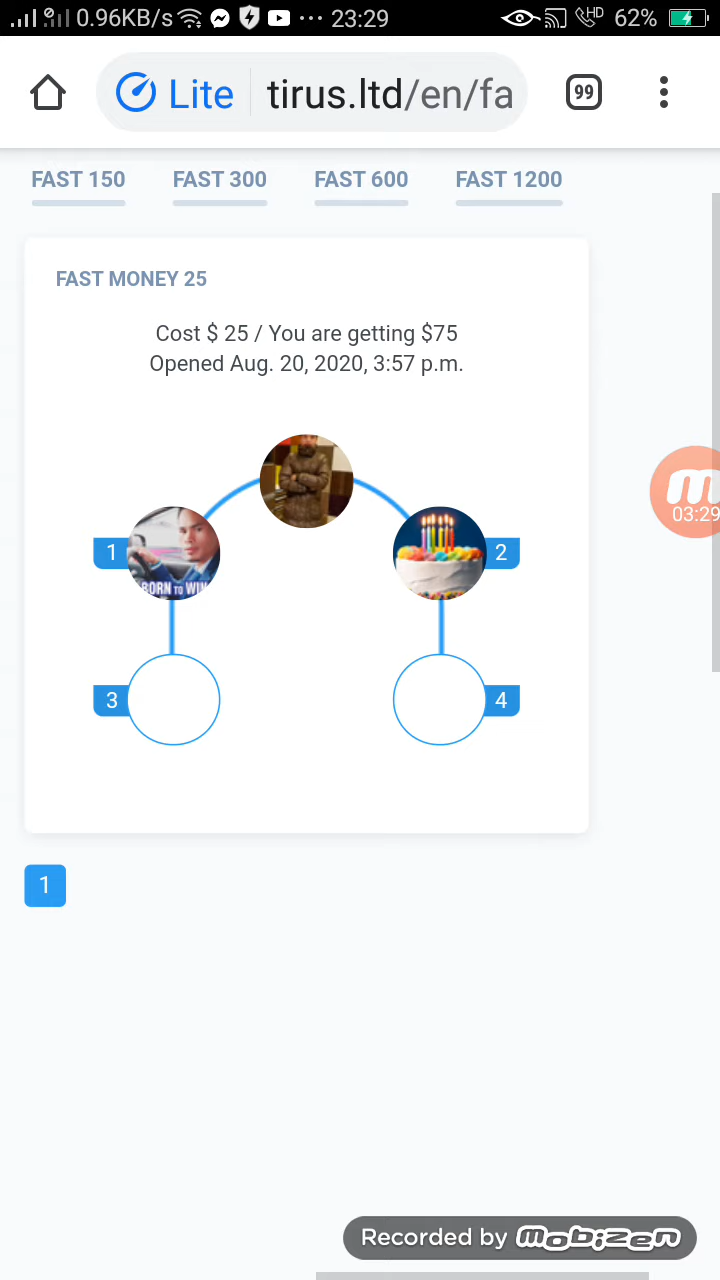 0.96KB/s 23:29 HD 62%
Lite tirus.ltd/en/fa 99
FAST 150 FAST 300 FAST 600 FAST 1200
FAST MONEY 25
Cost $ 25 / You are getting $75
Opened Aug. 20, 2020, 3:57 p.m.
m
03:29
1 2
BORN TO WIN
3 4
1
Recorded by mobizen